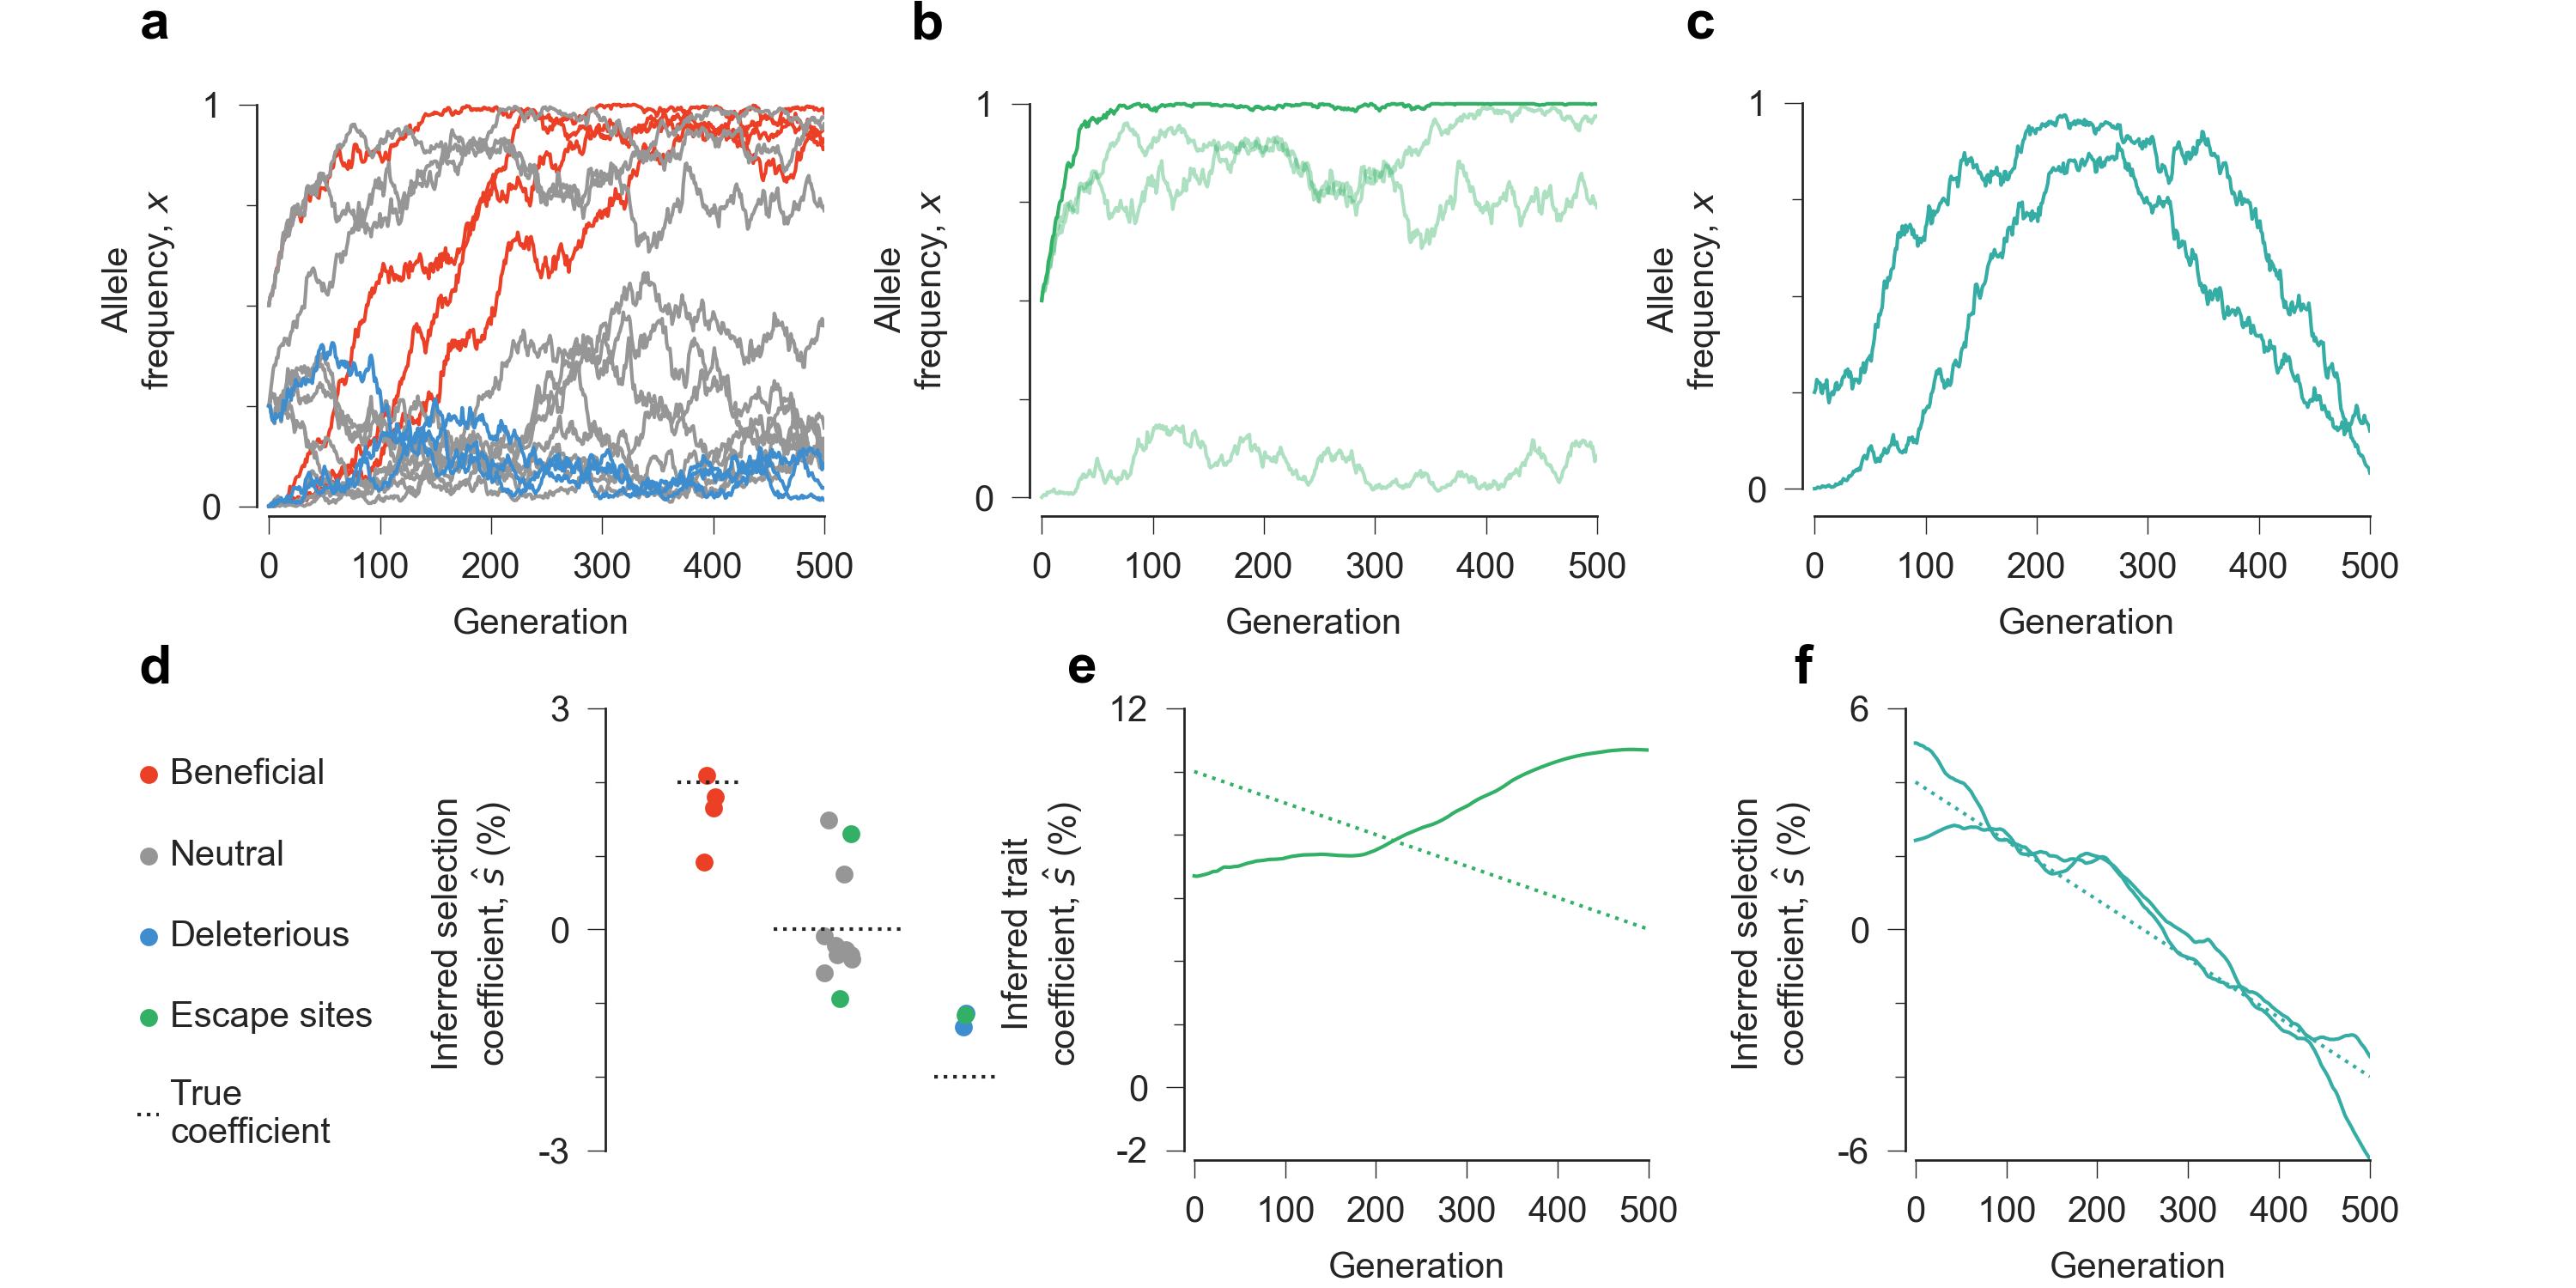 a
b
c
Allele
frequency, x
1
0
0 100 200 300 400 500
Generation
Allele
frequency, x
1
0
0 100 200 300 400 500
Generation
Allele
frequency, x
1
0
0 100 200 300 400 500
Generation
d
Beneficial
Neutral
Deleterious
Escape sites
True
coefficient
Inferred selection
coefficient, ŝ (%)
3
0
-3
e
Inferred trait
coefficient, ŝ (%)
12
0
-2
0 100 200 300 400 500
Generation
f
Inferred selection
coefficient, ŝ (%)
6
0
-6
0 100 200 300 400 500
Generation